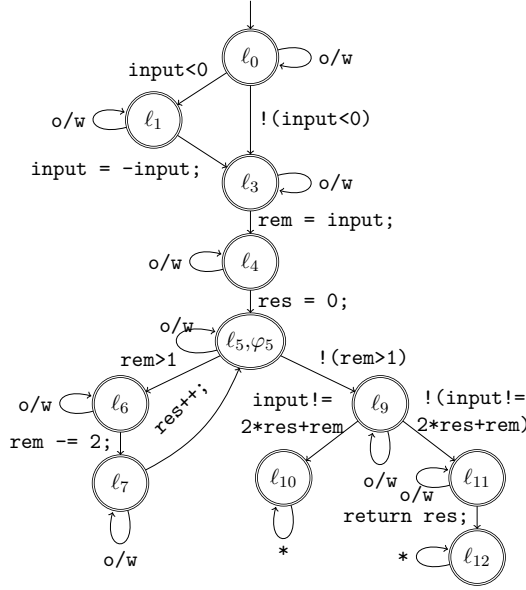 ℓ0
o/w
input<0
!(input<0)
o/w
ℓ1
input = -input;
ℓ3
o/w
rem = input;
o/w
ℓ4
res = 0;
o/w
ℓ5,φ5
rem>1
!(rem>1)
o/w
ℓ6
res++;
input!=
2*res+rem
ℓ9
!(input!=
2*res+rem)
rem -= 2;
ℓ7
o/w
ℓ10
*
o/w
o/w
ℓ11
return res;
*
ℓ12